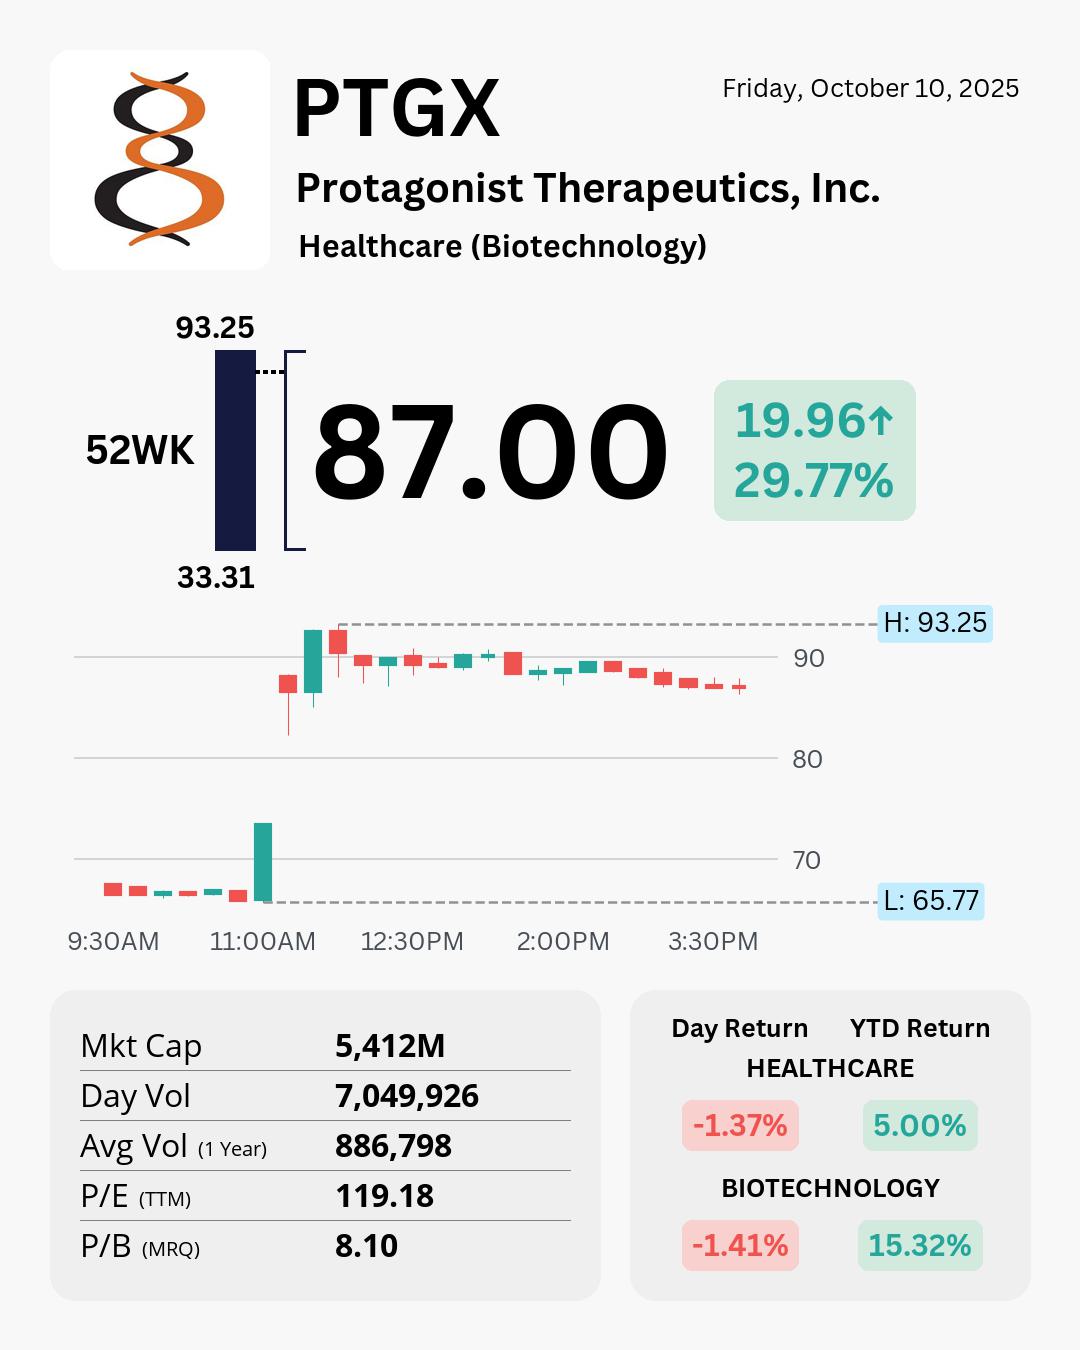 PTGX
Friday, October 10, 2025
Protagonist Therapeutics, Inc.
Healthcare (Biotechnology)
93.25
52WK
87.00
19.96↑
29.77%
33.31
H: 93.25
90
80
70
L: 65.77
9:30AM 11:00AM 12:30PM 2:00PM 3:30PM
Mkt Cap 5,412M
Day Vol 7,049,926
Avg Vol (1 Year) 886,798
P/E (TTM) 119.18
P/B (MRQ) 8.10
Day Return YTD Return
HEALTHCARE
-1.37% 5.00%
BIOTECHNOLOGY
-1.41% 15.32%